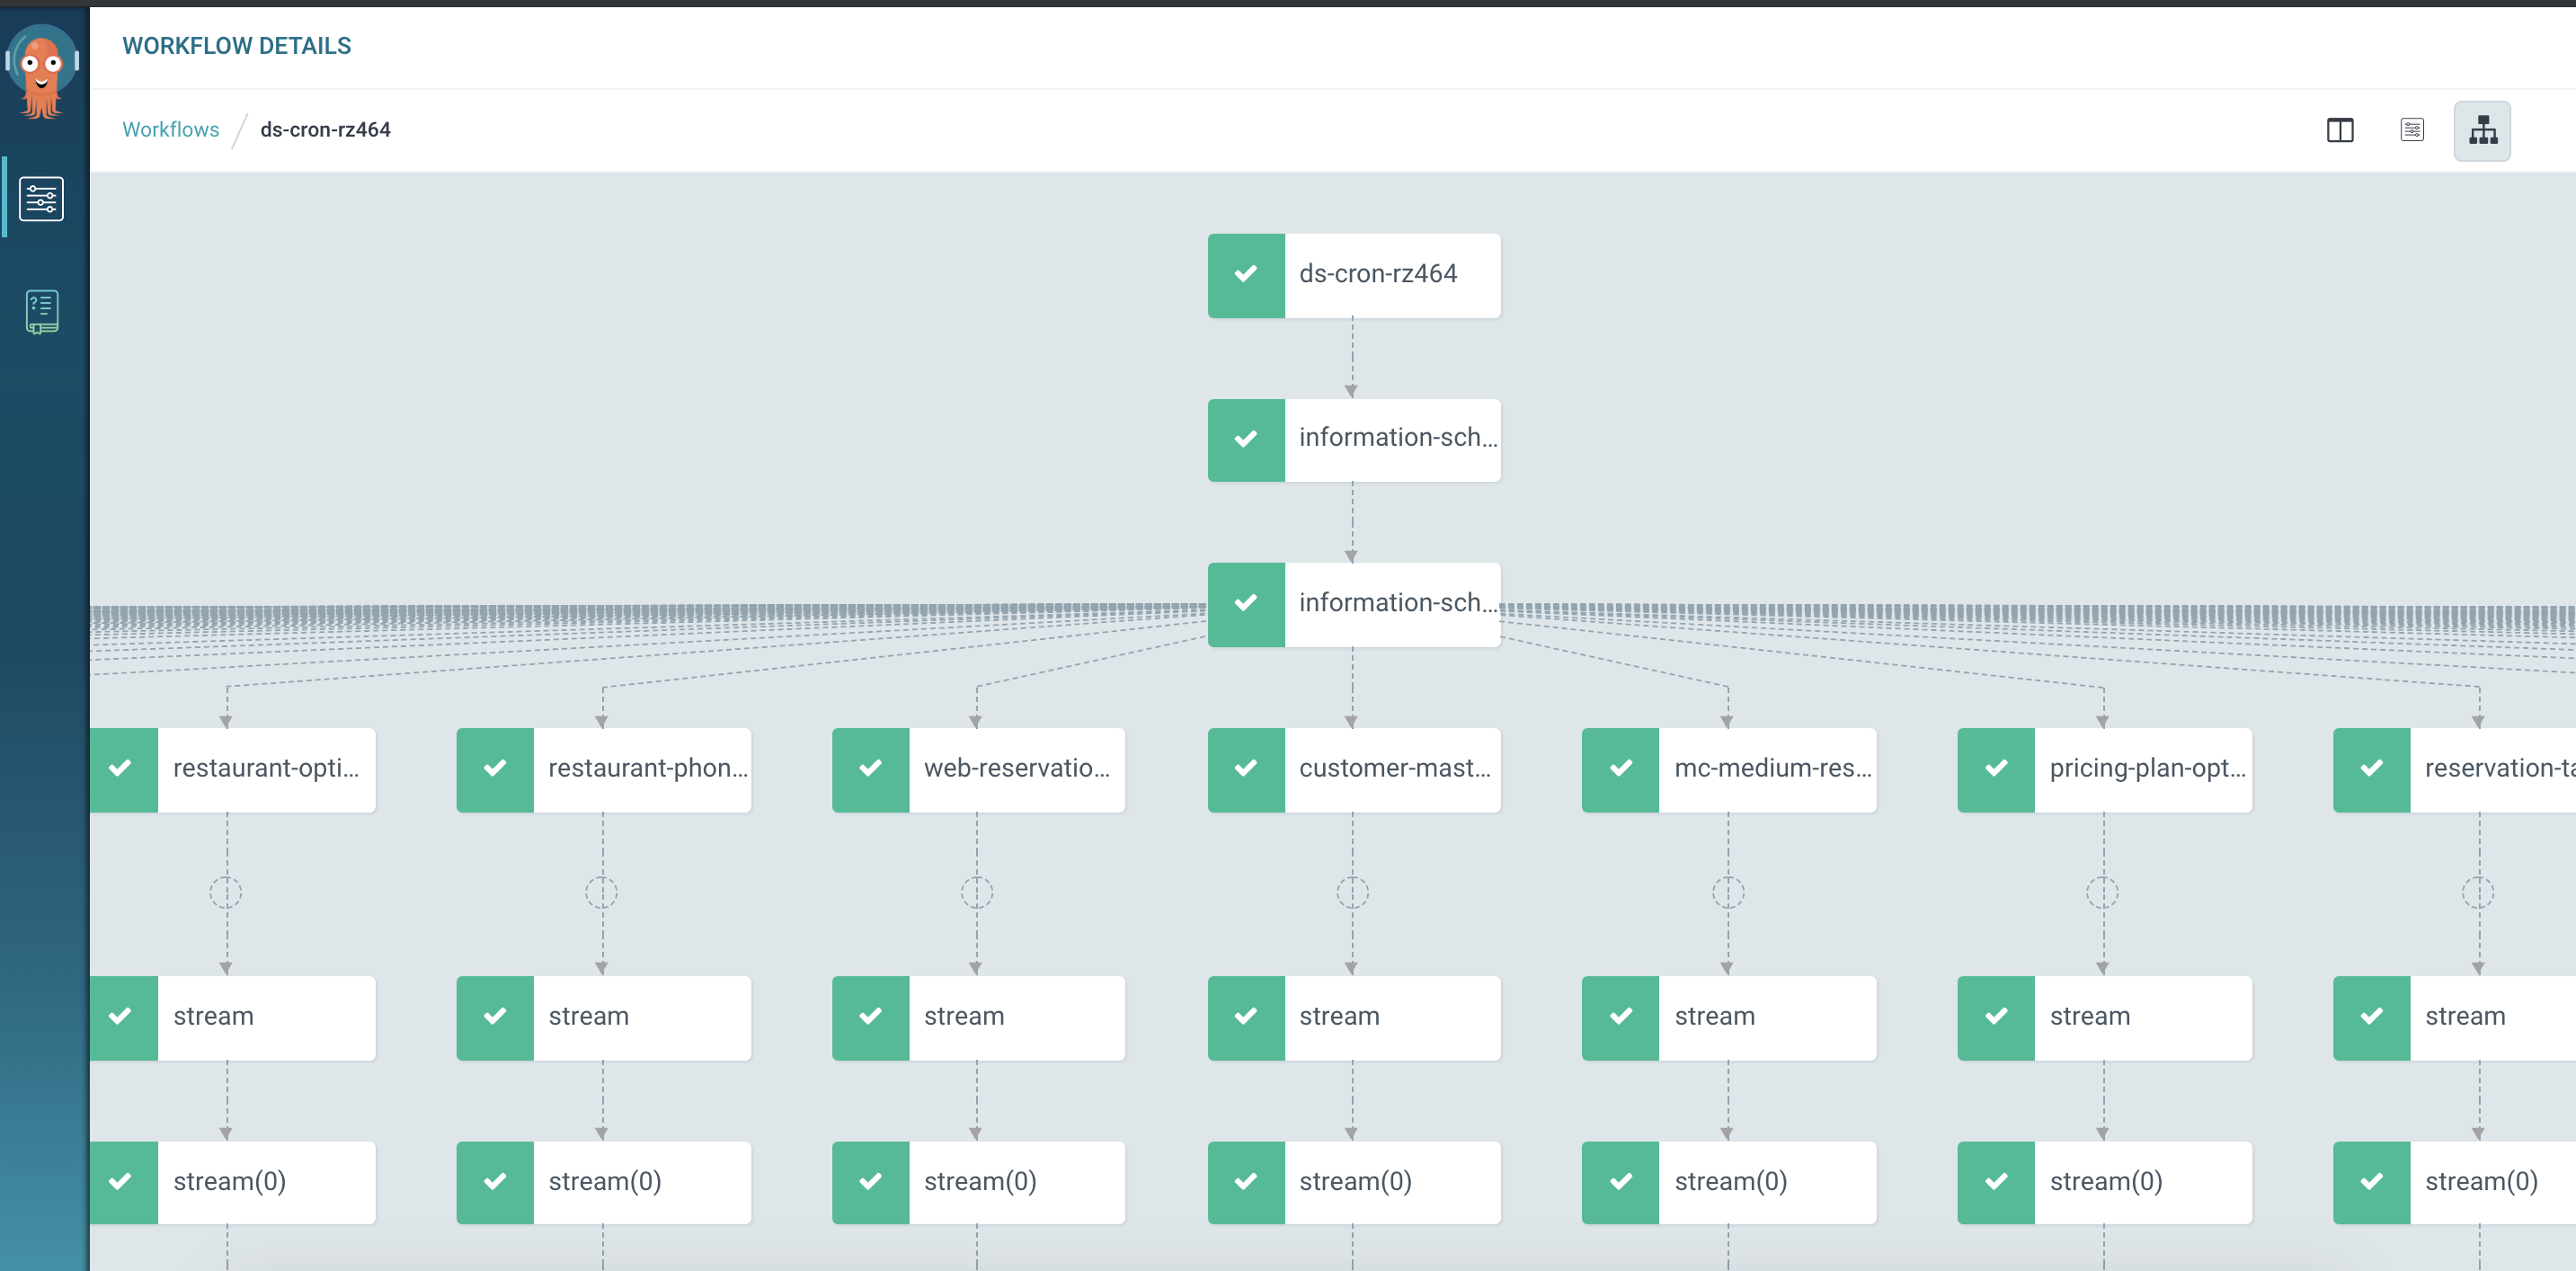 WORKFLOW DETAILS
Workflows / ds-cron-rz464
ds-cron-rz464
information-sch...
information-sch...
restaurant-opti... restaurant-phon... web-reservatio... customer-mast... mc-medium-res... pricing-plan-opt... reservation-ta
stream stream stream stream stream stream stream
stream(0) stream(0) stream(0) stream(0) stream(0) stream(0) stream(0)